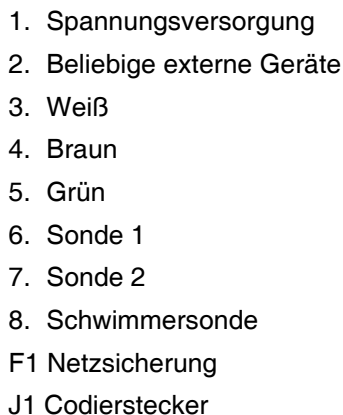 1. Spannungsversorgung
2. Beliebige externe Geräte
3. Weiß
4. Braun
5. Grün
6. Sonde 1
7. Sonde 2
8. Schwimmersonde
F1 Netzsicherung
J1 Codierstecker